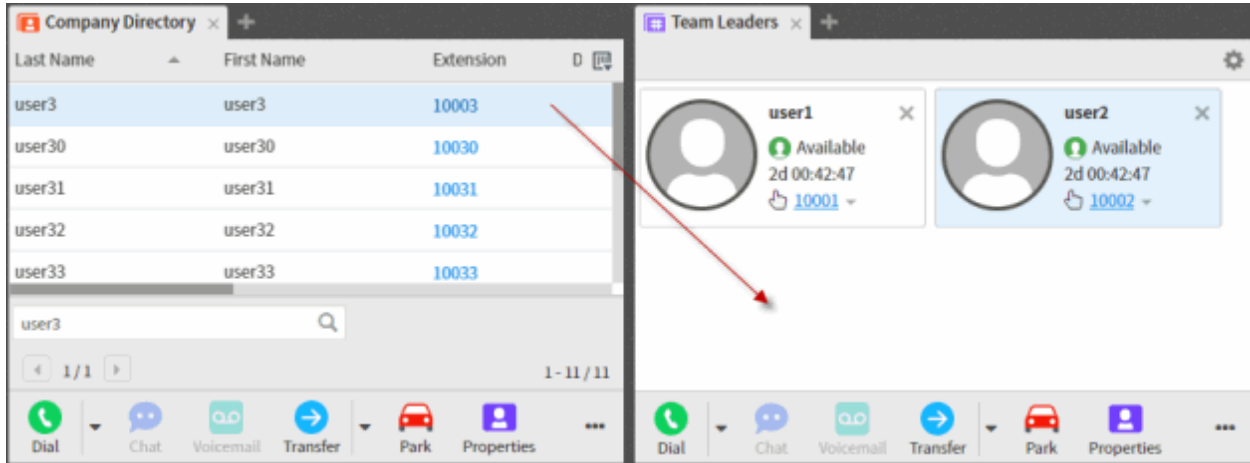 Company Directory
Last Name First Name Extension D
user3 user3 10003
user30 user30 10030
user31 user31 10031
user32 user32 10032
user33 user33 10033
user3
1/1 1-11/11
Dial Chat Voicemail Transfer Park Properties
Team Leaders
user1
Available
2d 00:42:47
10001
user2
Available
2d 00:42:47
10002
Dial Chat Voicemail Transfer Park Properties